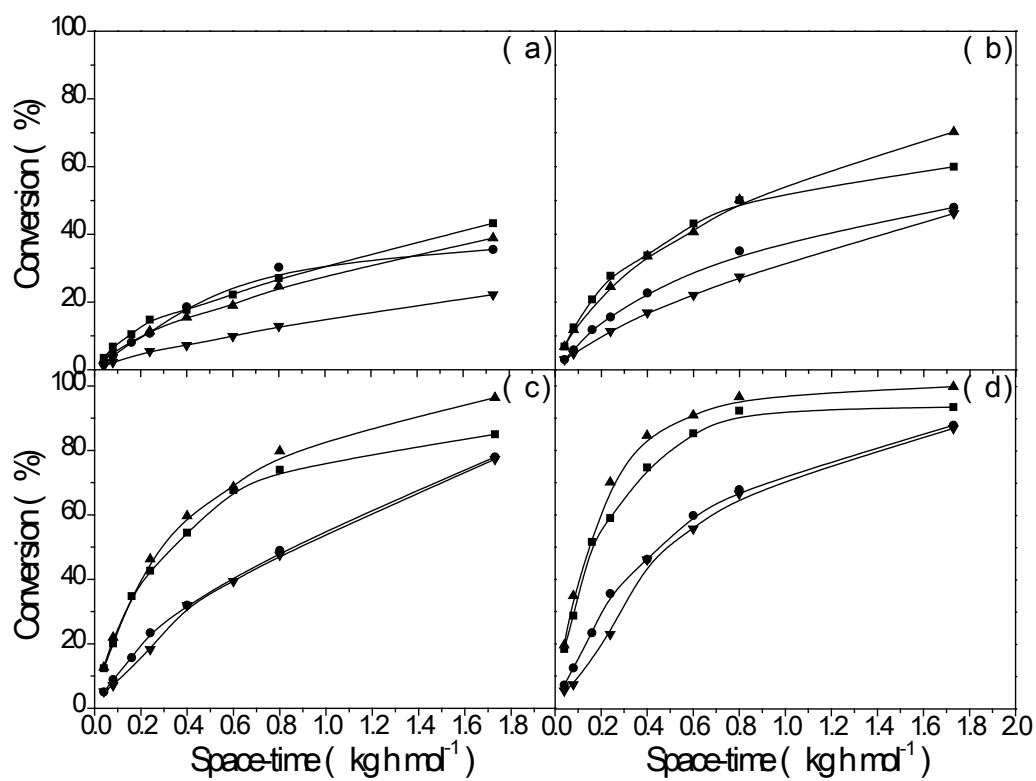 100
( a)
( b)
80
60
40
20
0
Conversion ( %)
100
( c)
( d)
80
60
40
20
0
Conversion ( %)
0.0 0.2 0.4 0.6 0.8 1.0 1.2 1.4 1.6 1.8
0.0 0.2 0.4 0.6 0.8 1.0 1.2 1.4 1.6 1.8 2.0
Space-time ( kg h mol⁻¹)
Space-time ( kg h mol⁻¹)